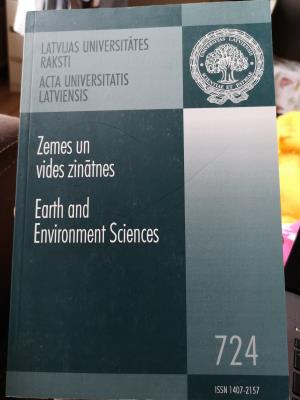 LATVIJAS UNIVERSITĀTES
RAKSTI
ACTA UNIVERSITATIS
LATVIENSIS
Zemes un
vides zinātnes
Earth and
Environment Sciences
724
ISSN 1407-2157